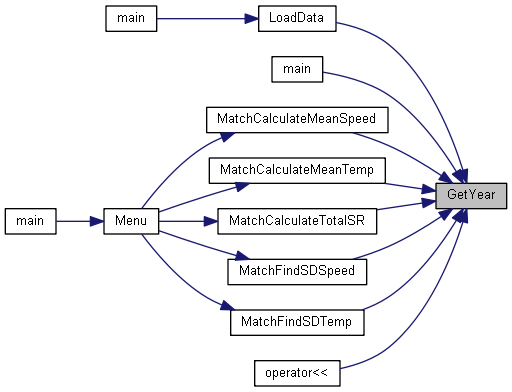 main
LoadData
main
MatchCalculateMeanSpeed
MatchCalculateMeanTemp
GetYear
main
Menu
MatchCalculateTotalSR
MatchFindSDSpeed
MatchFindSDTemp
operator<<